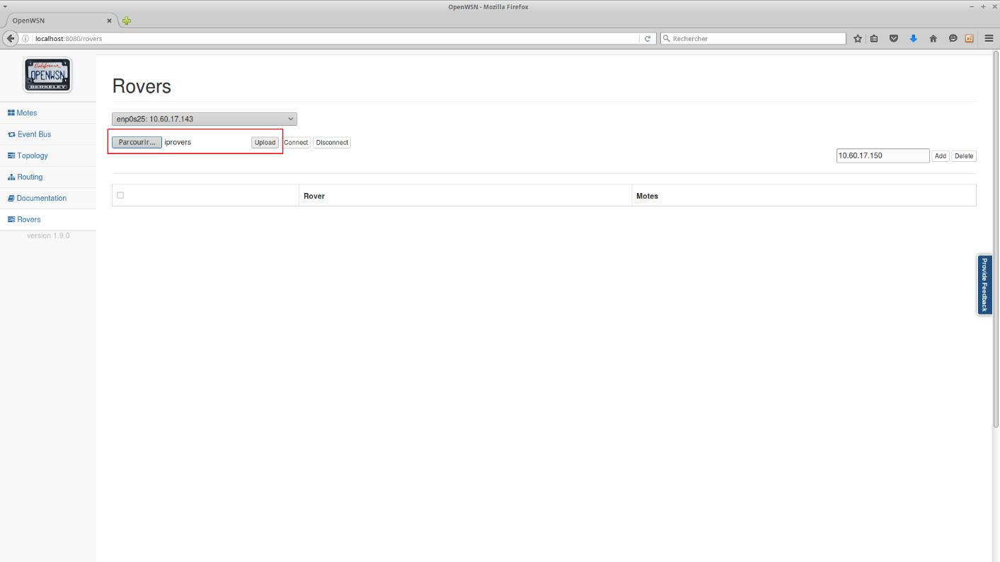 OpenWSN - Mozilla Firefox
OpenWSN
localhost:8080/rovers
Rechercher
California
OPENWSN
BERKELEY
Motes
Event Bus
Topology
Routing
Documentation
Rovers
version 1.9.0
Rovers
enp0s25: 10.60.17.143
Parcourir... iprovers Upload Connect Disconnect
10.60.17.150 Add Delete
Rover Motes
Provide Feedback